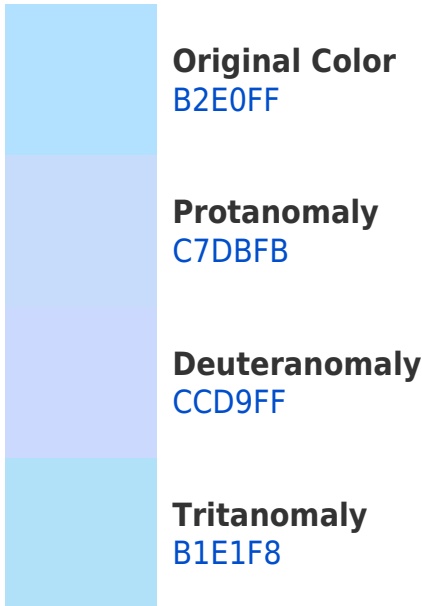 Original Color
B2E0FF
Protanomaly
C7DBFB
Deuteranomaly
CCD9FF
Tritanomaly
B1E1F8